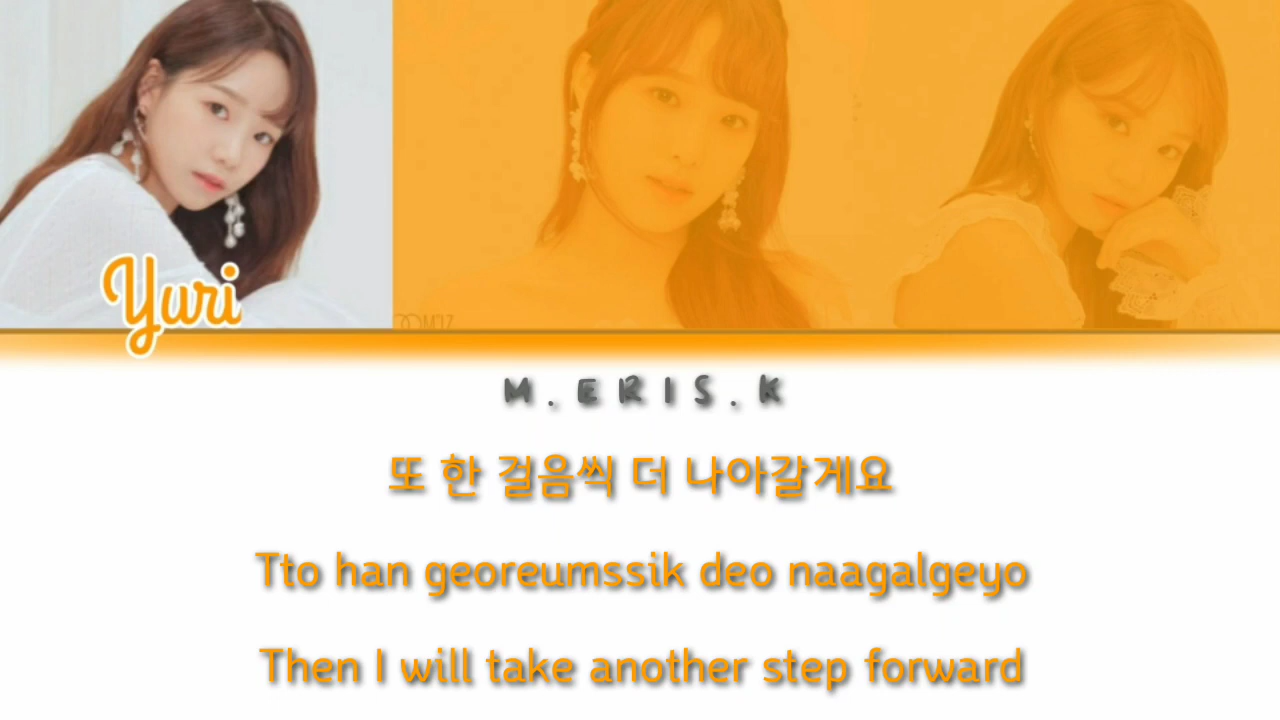 Yuri
M.ERIS.K
또 한 걸음씩 더 나아갈게요
Tto han georeumssik deo naagalgeyo
Then I will take another step forward